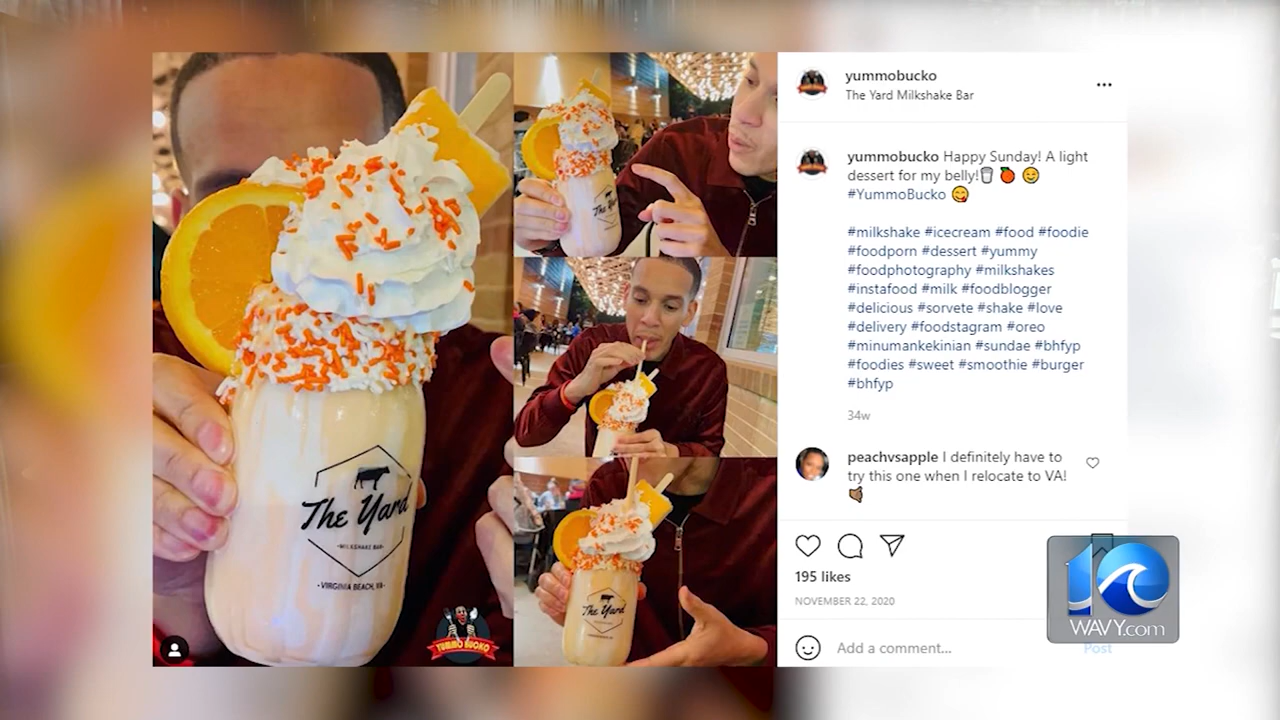 The Yard
•MILKSHAKE BAR•
•VIRGINIA BEACH, VA•
YUMMO BUCKO
The Yard
The Yard
yummobucko
The Yard Milkshake Bar
yummobucko Happy Sunday! A light
dessert for my belly!🥛🍊😊
#YummoBucko 😋
#milkshake #icecream #food #foodie
#foodporn #dessert #yummy
#foodphotography #milkshakes
#instafood #milk #foodblogger
#delicious #sorvete #shake #love
#delivery #foodstagram #oreo
#minumankekinian #sundae #bhfyp
#foodies #sweet #smoothie #burger
#bhfyp
34w
peachvsapple I definitely have to
try this one when I relocate to VA!
195 likes
NOVEMBER 22, 2020
Add a comment...
Post
10
WAVY.com